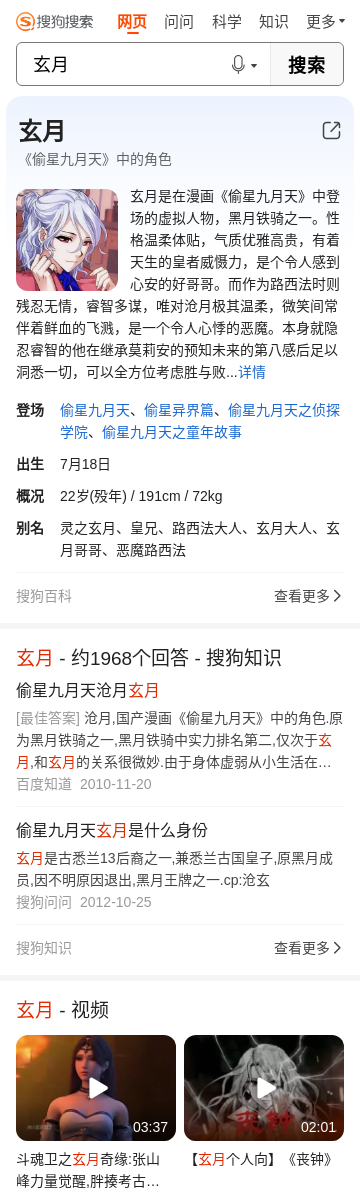 搜狗搜索 网页 问问 科学 知识 更多
玄月 搜索
玄月
《偷星九月天》中的角色
玄月是在漫画《偷星九月天》中登
场的虚拟人物，黑月铁骑之一。性
格温柔体贴，气质优雅高贵，有着
天生的皇者威慑力，是个令人感到
心安的好哥哥。而作为路西法时则
残忍无情，睿智多谋，唯对沧月极其温柔，微笑间常
伴着鲜血的飞溅，是一个令人心悸的恶魔。本身就隐
忍睿智的他在继承莫莉安的预知未来的第八感后足以
洞悉一切，可以全方位考虑胜与败...详情
登场 偷星九月天、偷星异界篇、偷星九月天之侦探
学院、偷星九月天之童年故事
出生 7月18日
概况 22岁(殁年) / 191cm / 72kg
别名 灵之玄月、皇兄、路西法大人、玄月大人、玄
月哥哥、恶魔路西法
搜狗百科 查看更多
玄月 - 约1968个回答 - 搜狗知识
偷星九月天沧月玄月
[最佳答案] 沧月,国产漫画《偷星九月天》中的角色.原
为黑月铁骑之一,黑月铁骑中实力排名第二,仅次于玄
月,和玄月的关系很微妙.由于身体虚弱从小生活在…
百度知道 2010-11-20
偷星九月天玄月是什么身份
玄月是古悉兰13后裔之一,兼悉兰古国皇子,原黑月成
员,因不明原因退出,黑月王牌之一.cp:沧玄
搜狗问问 2012-10-25
搜狗知识 查看更多
玄月 - 视频
03:37
丧钟
02:01
斗魂卫之玄月奇缘:张山
峰力量觉醒,胖揍考古…
【玄月个人向】《丧钟》